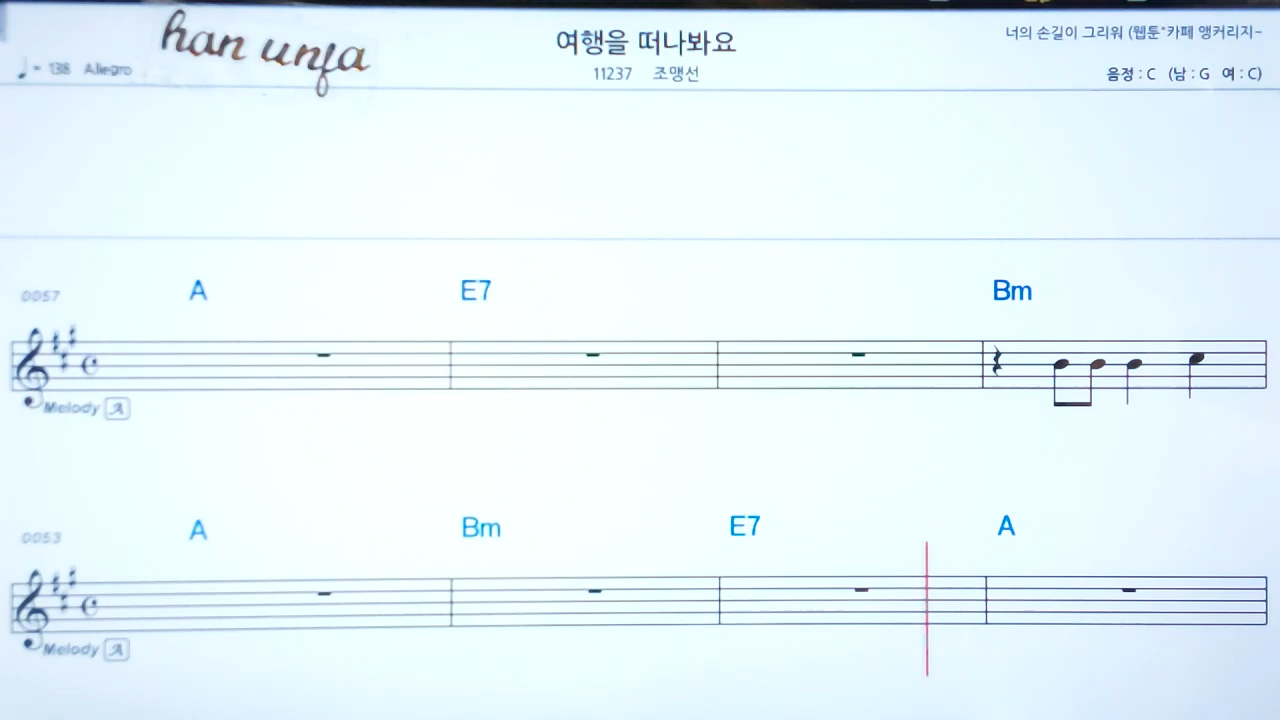 han unfa
여행을 떠나봐요
너의 손길이 그리워 (웹툰"카페 앵커리지~
♩= 138 Allegro
11237 조맹선
음정 : C (남 : G 여 : C)
0057 A E7 Bm
Melody A
0053 A Bm E7 A
Melody A